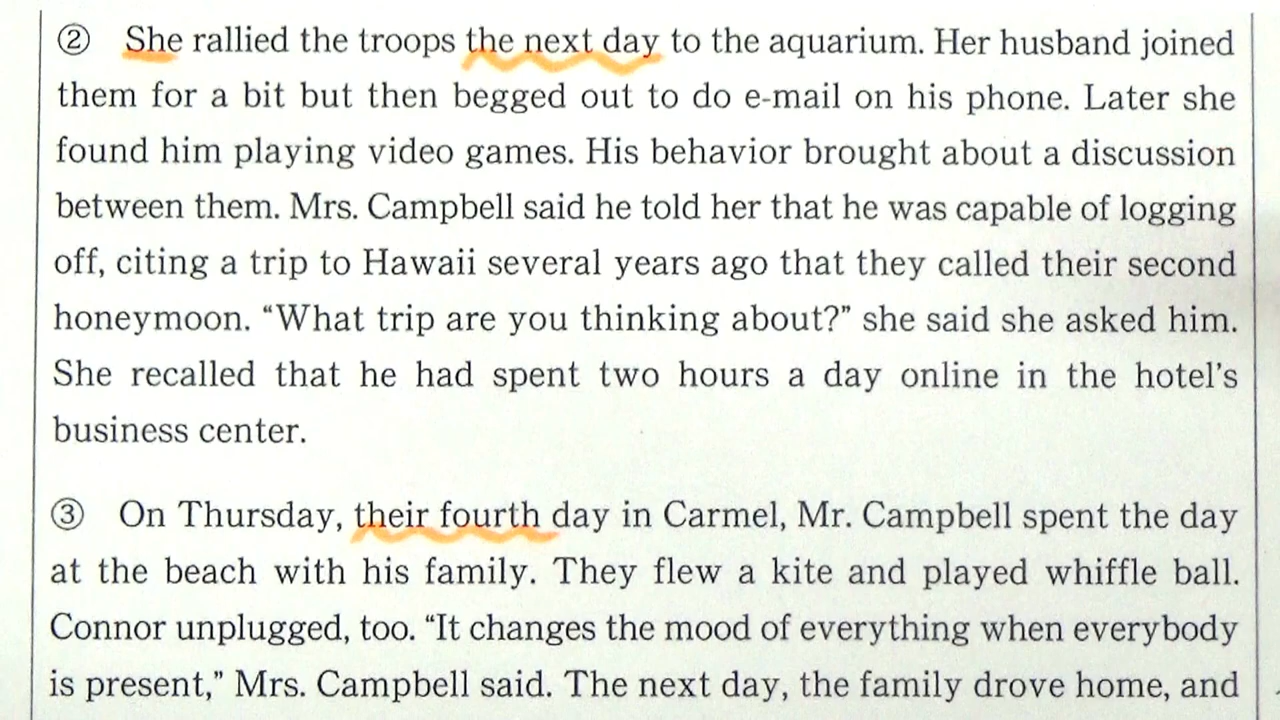 ② She rallied the troops the next day to the aquarium. Her husband joined
them for a bit but then begged out to do e-mail on his phone. Later she
found him playing video games. His behavior brought about a discussion
between them. Mrs. Campbell said he told her that he was capable of logging
off, citing a trip to Hawaii several years ago that they called their second
honeymoon. “What trip are you thinking about?” she said she asked him.
She recalled that he had spent two hours a day online in the hotel’s
business center.
③ On Thursday, their fourth day in Carmel, Mr. Campbell spent the day
at the beach with his family. They flew a kite and played whiffle ball.
Connor unplugged, too. “It changes the mood of everything when everybody
is present,” Mrs. Campbell said. The next day, the family drove home, and